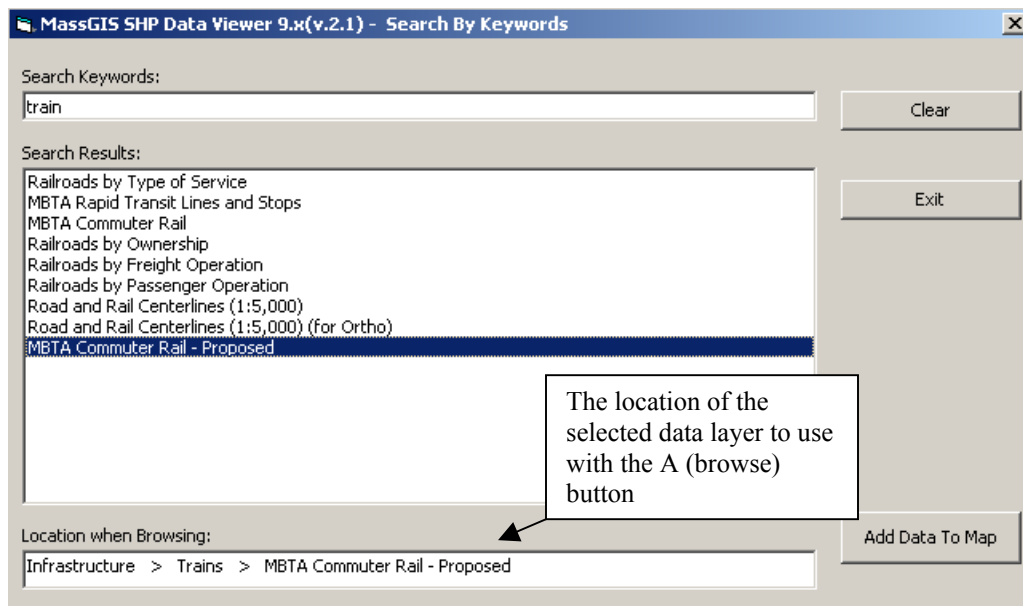 MassGIS SHP Data Viewer 9.x(v.2.1) - Search By Keywords
Search Keywords:
train
Clear
Search Results:
Railroads by Type of Service
MBTA Rapid Transit Lines and Stops
MBTA Commuter Rail
Railroads by Ownership
Railroads by Freight Operation
Railroads by Passenger Operation
Road and Rail Centerlines (1:5,000)
Road and Rail Centerlines (1:5,000) (for Ortho)
MBTA Commuter Rail - Proposed
Exit
The location of the
selected data layer to use
with the A (browse)
button
Location when Browsing:
Infrastructure > Trains > MBTA Commuter Rail - Proposed
Add Data To Map